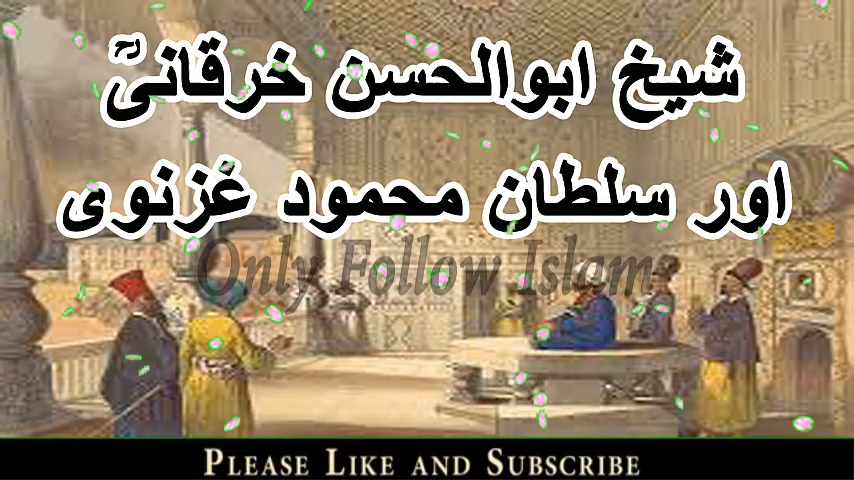 شیخ ابوالحسن خرقانیؒ
اور سلطان محمود غزنوی
Only Follow Islam
PLEASE LIKE AND SUBSCRIBE